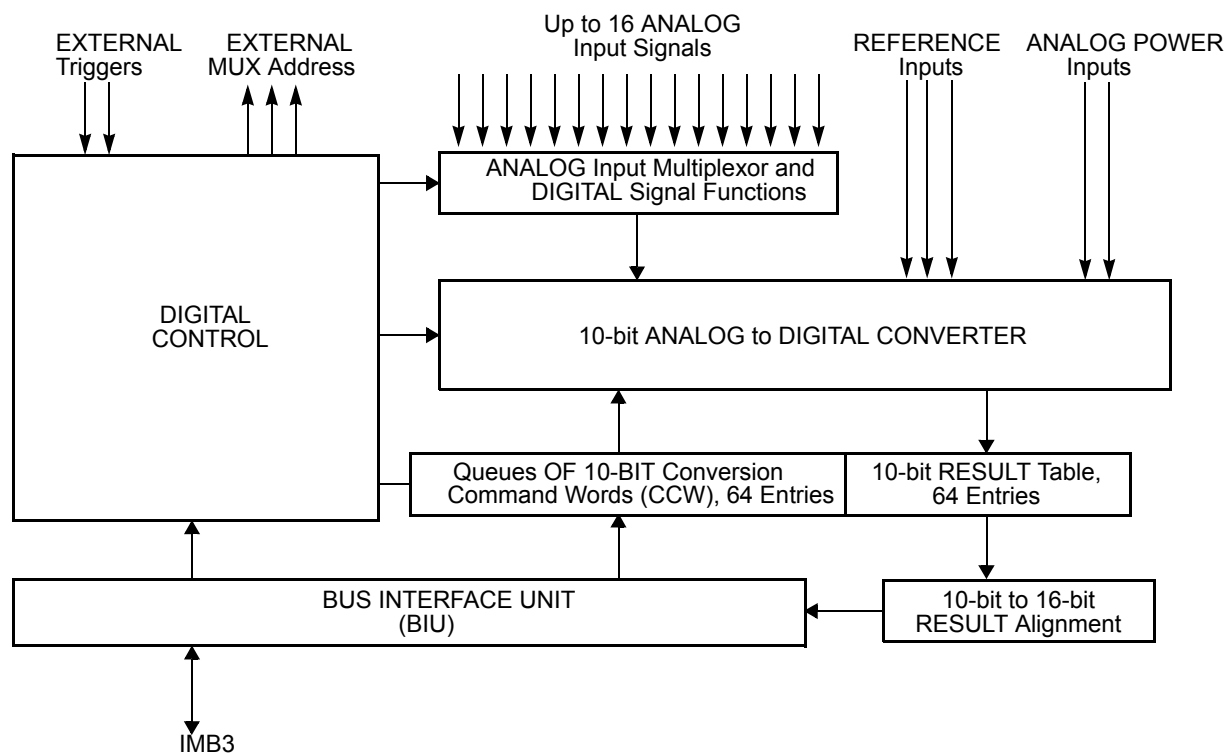 EXTERNAL
Triggers
EXTERNAL
MUX Address
Up to 16 ANALOG
Input Signals
REFERENCE
Inputs
ANALOG POWER
Inputs
ANALOG Input Multiplexor and
DIGITAL Signal Functions
DIGITAL
CONTROL
10-bit ANALOG to DIGITAL CONVERTER
Queues OF 10-BIT Conversion
Command Words (CCW), 64 Entries
10-bit RESULT Table,
64 Entries
BUS INTERFACE UNIT
(BIU)
10-bit to 16-bit
RESULT Alignment
IMB3